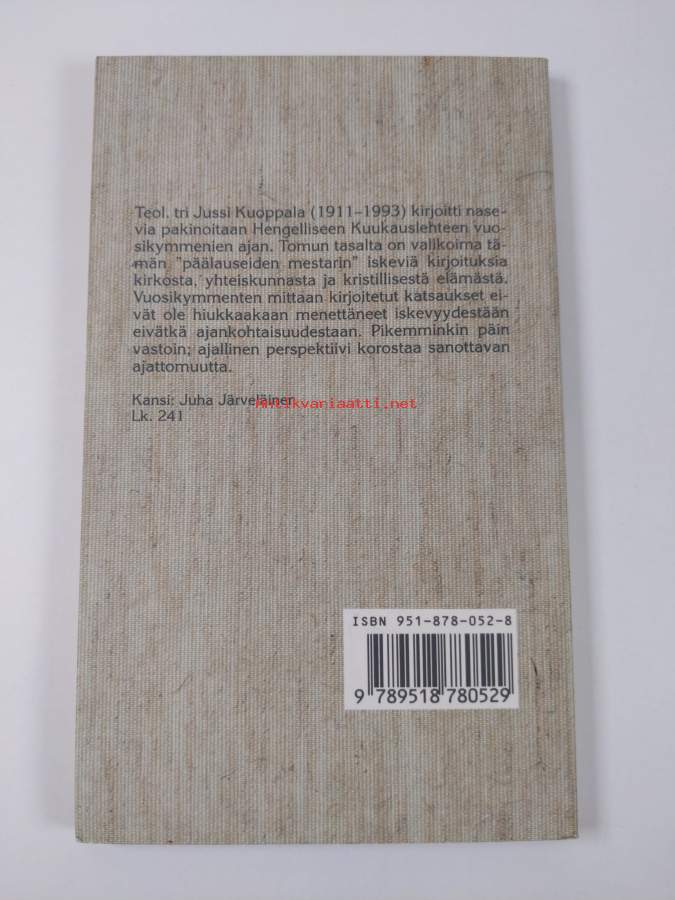 Teol. tri Jussi Kuoppala (1911–1993) kirjoitti nase-
via pakinoitaan Hengelliseen Kuukauslehteen vuo-
sikymmenien ajan. Tomun tasalta on valikoima tä-
män "päälauseiden mestarin" iskeviä kirjoituksia
kirkosta, yhteiskunnasta ja kristillisestä elämästä.
Vuosikymmenten mittaan kirjoitetut katsaukset ei-
vät ole hiukkaakaan menettäneet iskevyydestään
eivätkä ajankohtaisuudestaan. Pikemminkin päin
vastoin; ajallinen perspektiivi korostaa sanottavan
ajattomuutta.
Kansi: Juha Järveläinen
Antikvariaatti.net
Lk. 241
ISBN 951-878-052-8
9 789518 780529